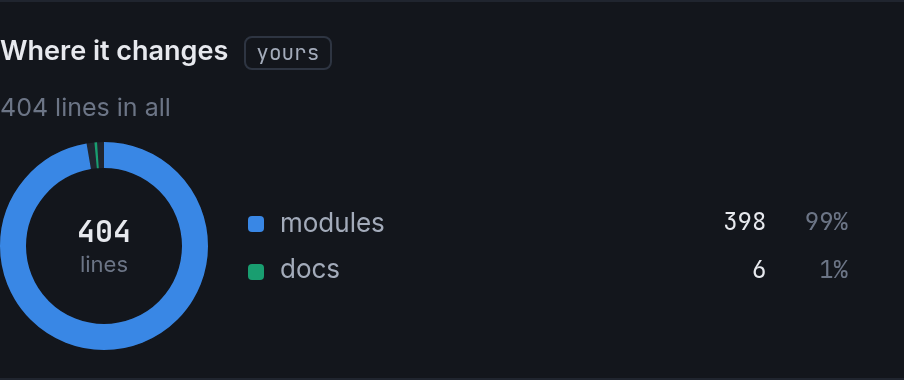 Where it changes yours
404 lines in all
404
lines
modules 398 99%
docs 6 1%